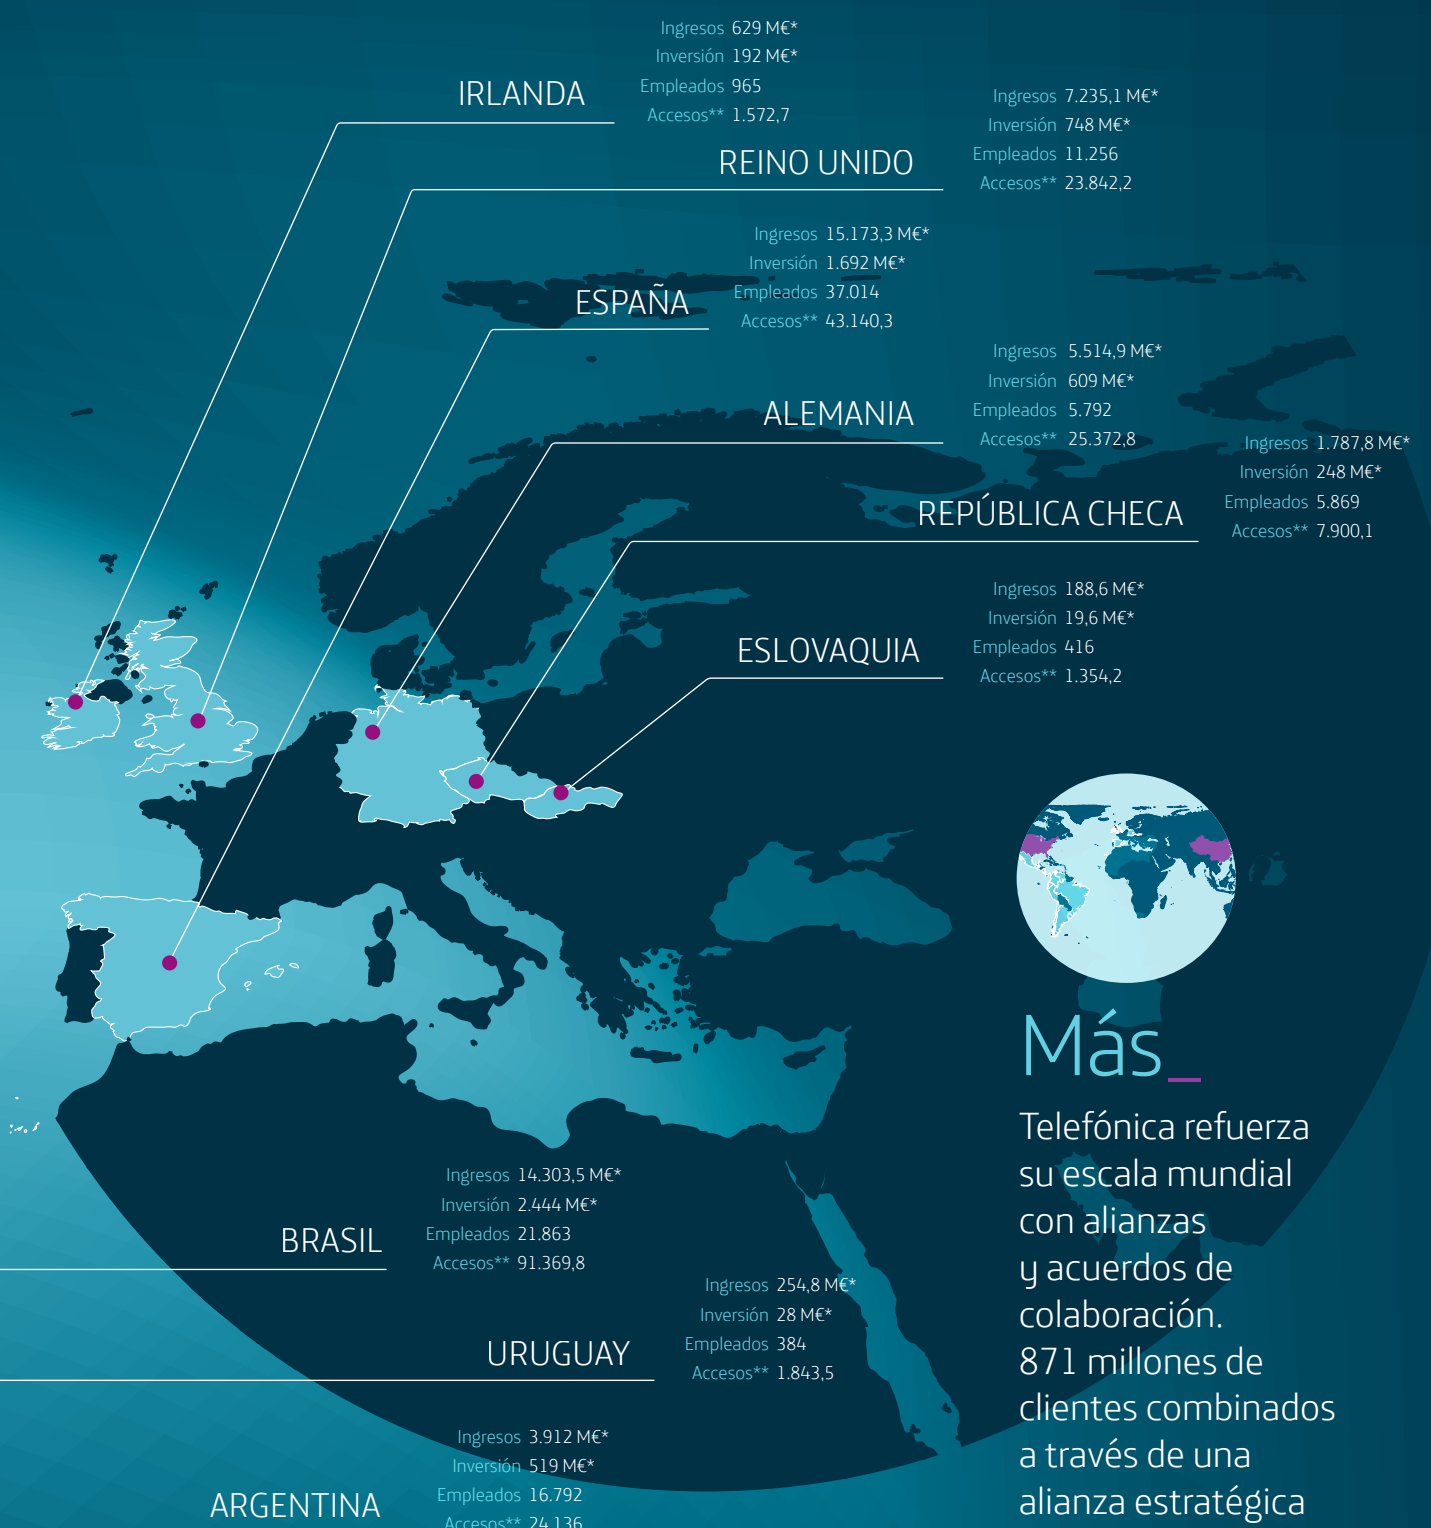 Ingresos 629 M€*
Inversión 192 M€*
Empleados 965
Accesos** 1.572,7
IRLANDA
Ingresos 7.235,1 M€*
Inversión 748 M€*
Empleados 11.256
Accesos** 23.842,2
REINO UNIDO
Ingresos 15.173,3 M€*
Inversión 1.692 M€*
Empleados 37.014
Accesos** 43.140,3
ESPAÑA
Ingresos 5.514,9 M€*
Inversión 609 M€*
Empleados 5.792
Accesos** 25.372,8
ALEMANIA
Ingresos 1.787,8 M€*
Inversión 248 M€*
Empleados 5.869
Accesos** 7.900,1
REPÚBLICA CHECA
Ingresos 188,6 M€*
Inversión 19,6 M€*
Empleados 416
Accesos** 1.354,2
ESLOVAQUIA
Ingresos 14.303,5 M€*
Inversión 2.444 M€*
Empleados 21.863
Accesos** 91.369,8
BRASIL
Ingresos 254,8 M€*
Inversión 28 M€*
Empleados 384
Accesos** 1.843,5
URUGUAY
Ingresos 3.912 M€*
Inversión 519 M€*
Empleados 16.792
Accesos** 24.136
ARGENTINA
Más_
Telefónica refuerza
su escala mundial
con alianzas
y acuerdos de
colaboración.
871 millones de
clientes combinados
a través de una
alianza estratégica